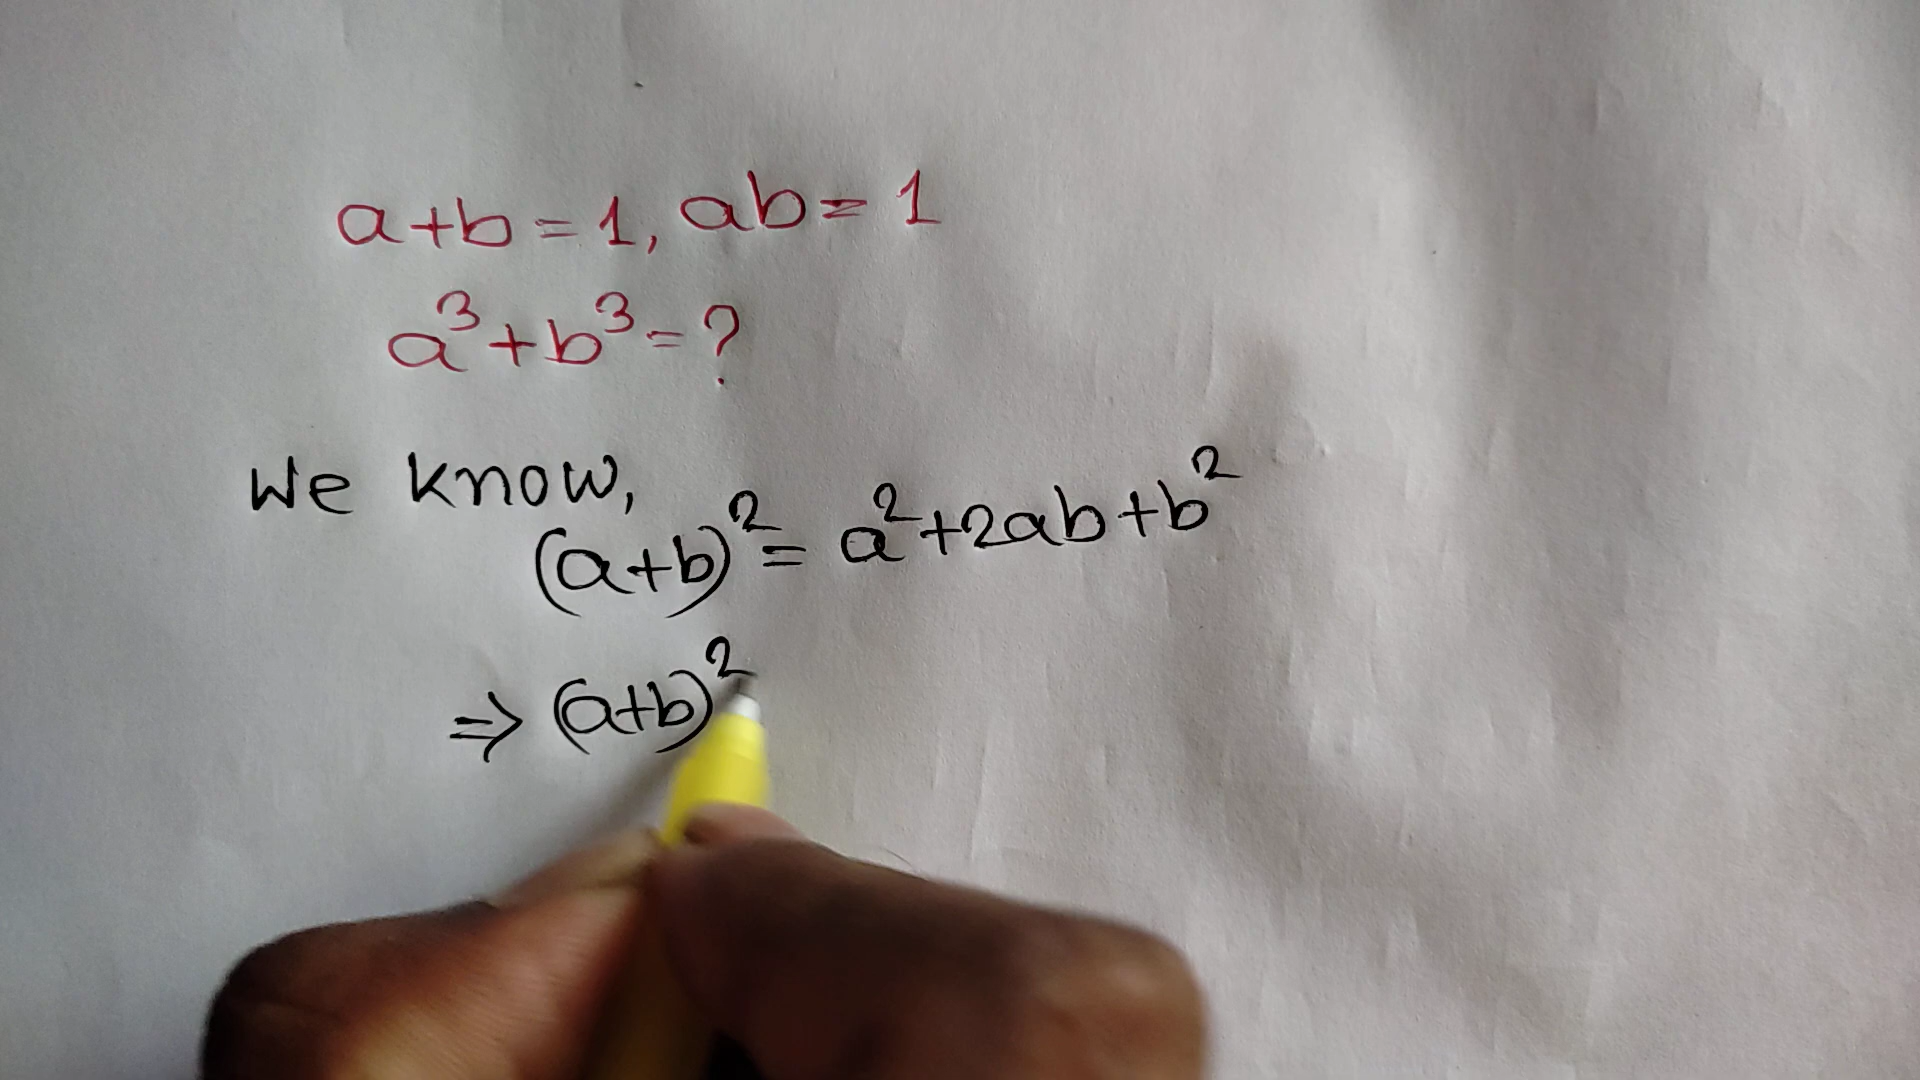 a+b=1, ab=1
a³+b³=?
We know,
(a+b)²= a²+2ab+b²
⇒ (a+b)²